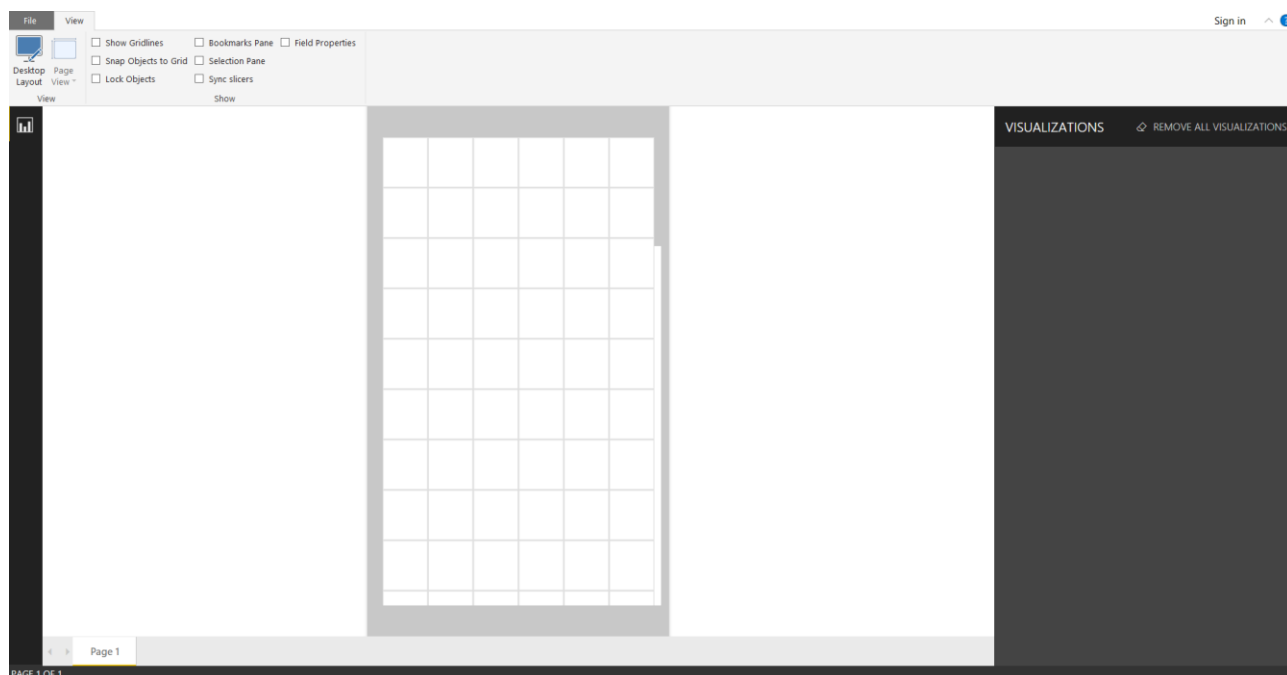 File View Sign in
Show Gridlines Bookmarks Pane Field Properties
Snap Objects to Grid Selection Pane
Desktop Layout Page View Lock Objects Sync slicers
View Show
VISUALIZATIONS REMOVE ALL VISUALIZATIONS
Page 1
PAGE 1 OF 1